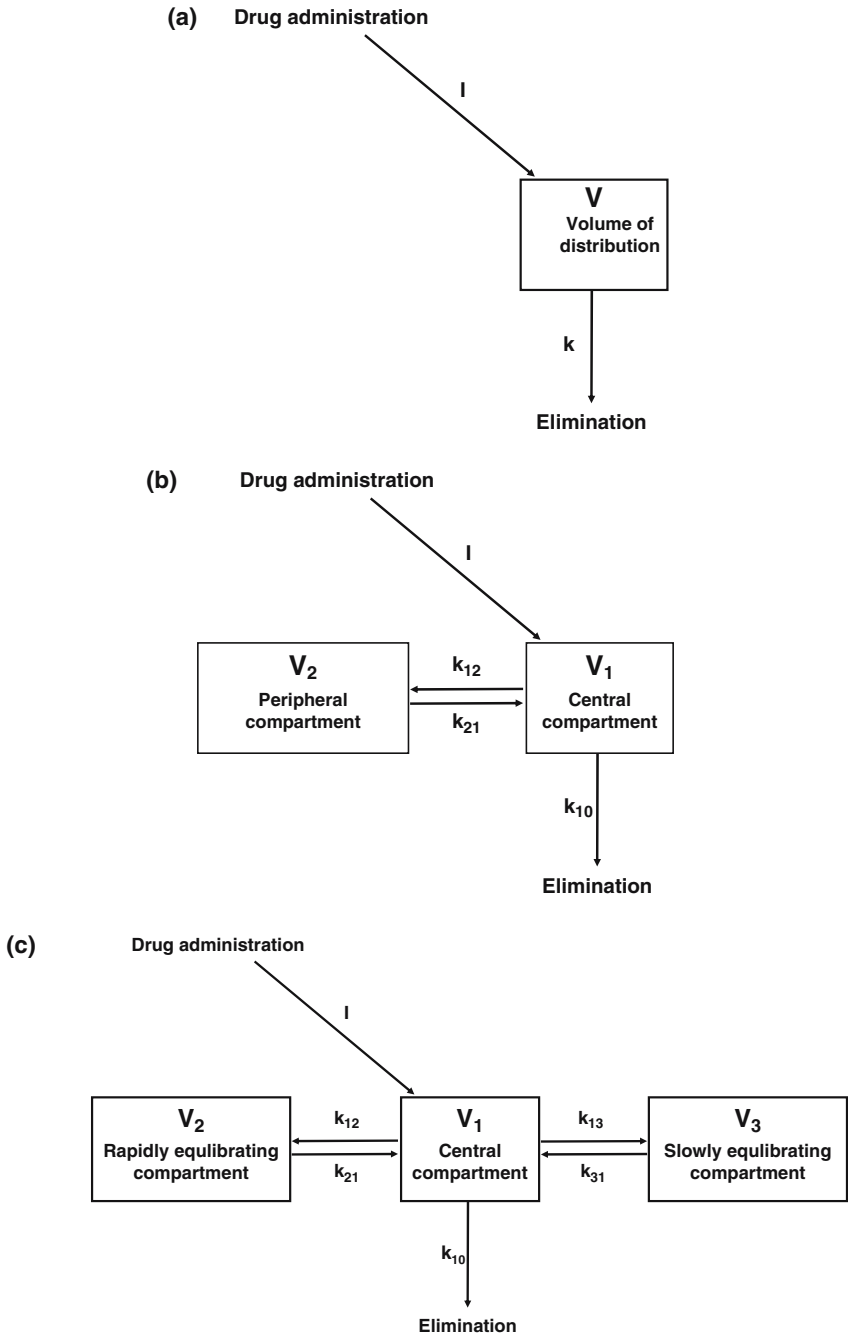 (a)
Drug administration
I
V
Volume of
distribution
k
Elimination
(b)
Drug administration
I
V₂
Peripheral
compartment
k₁₂
k₂₁
V₁
Central
compartment
k₁₀
Elimination
(c)
Drug administration
I
V₂
Rapidly equlibrating
compartment
k₁₂
k₂₁
V₁
Central
compartment
k₁₃
k₃₁
V₃
Slowly equlibrating
compartment
k₁₀
Elimination